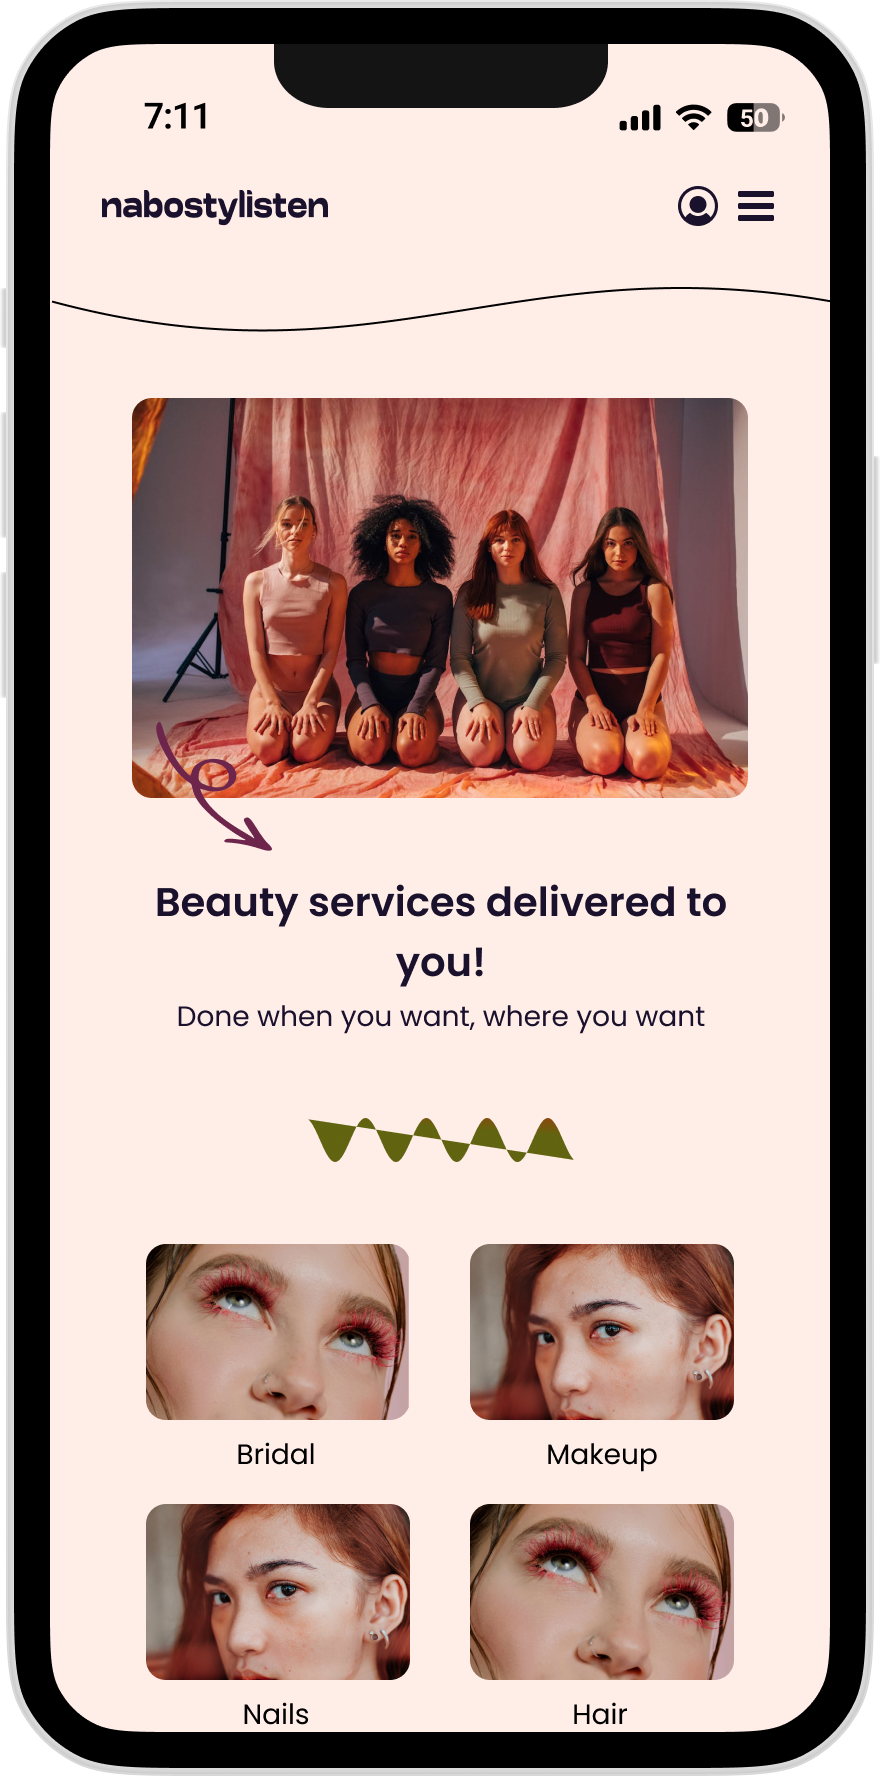 7:11
50
nabostylisten
Beauty services delivered to
you!
Done when you want, where you want
Bridal
Makeup
Nails
Hair